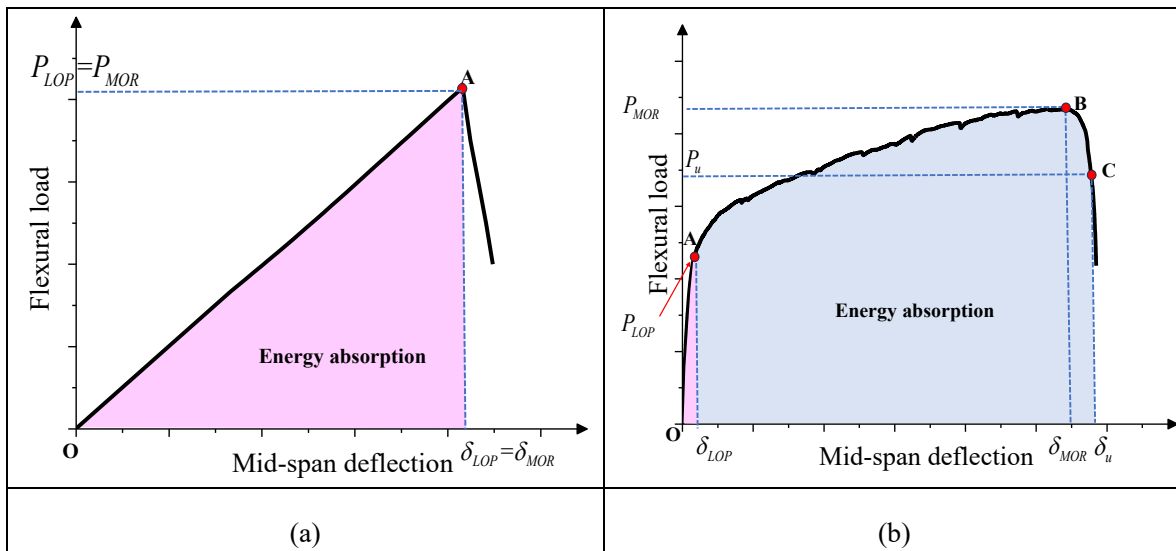 P_LOP=P_MOR
A
Flexural load
Energy absorption
O
Mid-span deflection
δ_LOP=δ_MOR
(a)
P_MOR
B
P_u
C
Flexural load
A
Energy absorption
P_LOP
O
δ_LOP
Mid-span deflection
δ_MOR
δ_u
(b)